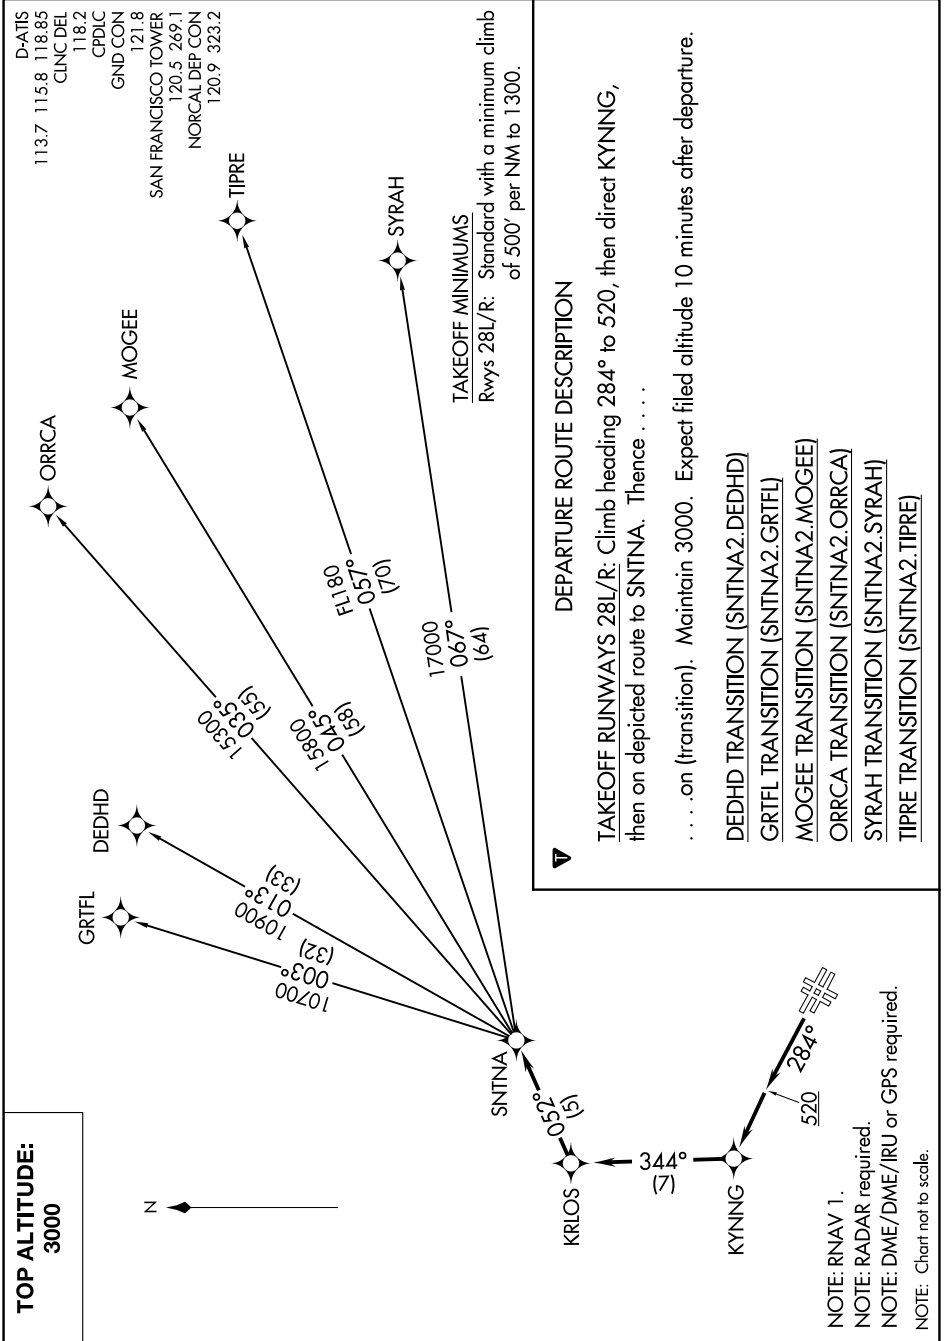 TOP ALTITUDE:
3000
D-ATIS
113.7 115.8 118.85
CLNC DEL
118.2
CPDLC
GND CON
121.8
SAN FRANCISCO TOWER
120.5 269.1
NORCAL DEP CON
120.9 323.2
N
GRTFL
DEDHD
ORRCA
MOGEE
TIPRE
SYRAH
10700
003°
(32)
10900
013°
(33)
15300
035°
(55)
15800
045°
(58)
FL180
057°
(70)
17000
067°
(64)
SNTNA
052°
(5)
KRLOS
344°
(7)
KYNNG
284°
520
TAKEOFF MINIMUMS
Rwys 28L/R: Standard with a minimum climb
of 500' per NM to 1300.
NOTE: RNAV 1.
NOTE: RADAR required.
NOTE: DME/DME/IRU or GPS required.
NOTE: Chart not to scale.
T
DEPARTURE ROUTE DESCRIPTION
TAKEOFF RUNWAYS 28L/R: Climb heading 284° to 520, then direct KYNNG,
then on depicted route to SNTNA. Thence . . . .
. . . .on (transition). Maintain 3000. Expect filed altitude 10 minutes after departure.
DEDHD TRANSITION (SNTNA2.DEDHD)
GRTFL TRANSITION (SNTNA2.GRTFL)
MOGEE TRANSITION (SNTNA2.MOGEE)
ORRCA TRANSITION (SNTNA2.ORRCA)
SYRAH TRANSITION (SNTNA2.SYRAH)
TIPRE TRANSITION (SNTNA2.TIPRE)